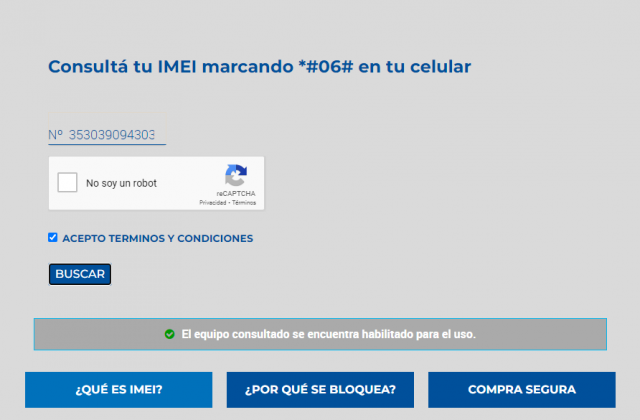 Consultá tu IMEI marcando *#06# en tu celular
Nº 353039094303
No soy un robot
reCAPTCHA
Privacidad - Términos
ACEPTO TERMINOS Y CONDICIONES
BUSCAR
El equipo consultado se encuentra habilitado para el uso.
¿QUÉ ES IMEI?
¿POR QUÉ SE BLOQUEA?
COMPRA SEGURA